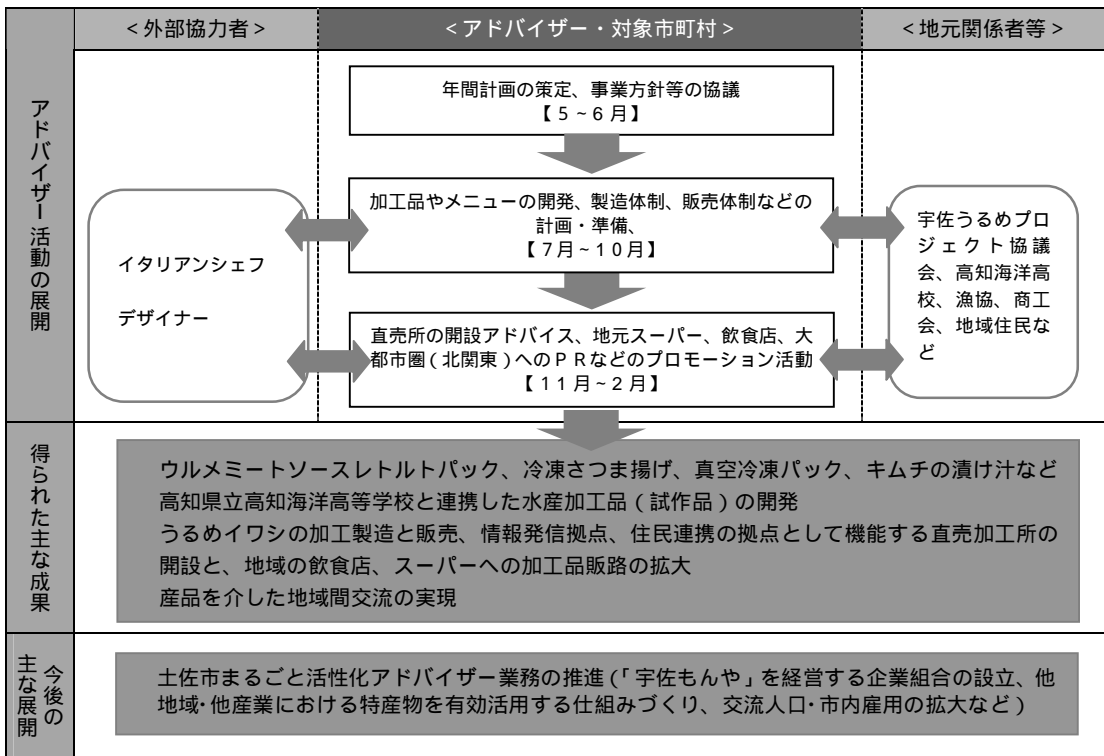 <外部協力者>
<アドバイザー・対象市町村>
<地元関係者等>
アドバイザー活動の展開
年間計画の策定、事業方針等の協議
【5~6月】
加工品やメニューの開発、製造体制、販売体制などの
計画・準備、
【7月~10月】
イタリアンシェフ
デザイナー
宇佐うるめプロ
ジェクト協議
会、高知海洋高
校、漁協、商工
会、地域住民な
ど
直売所の開設アドバイス、地元スーパー、飲食店、大
都市圏(北関東)へのPRなどのプロモーション活動
【11月~2月】
得られた主な成果
ウルメミートソースレトルトパック、冷凍さつま揚げ、真空冷凍パック、キムチの漬け汁など
高知県立高知海洋高等学校と連携した水産加工品(試作品)の開発
うるめイワシの加工製造と販売、情報発信拠点、住民連携の拠点として機能する直売加工所の
開設と、地域の飲食店、スーパーへの加工品販路の拡大
産品を介した地域間交流の実現
今後の
主な展開
土佐市まるごと活性化アドバイザー業務の推進(「宇佐もんや」を経営する企業組合の設立、他
地域・他産業における特産物を有効活用する仕組みづくり、交流人口・市内雇用の拡大など)